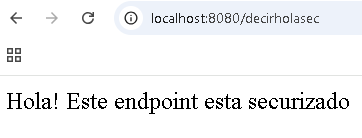 localhost:8080/decirholasec
Hola! Este endpoint esta securizado